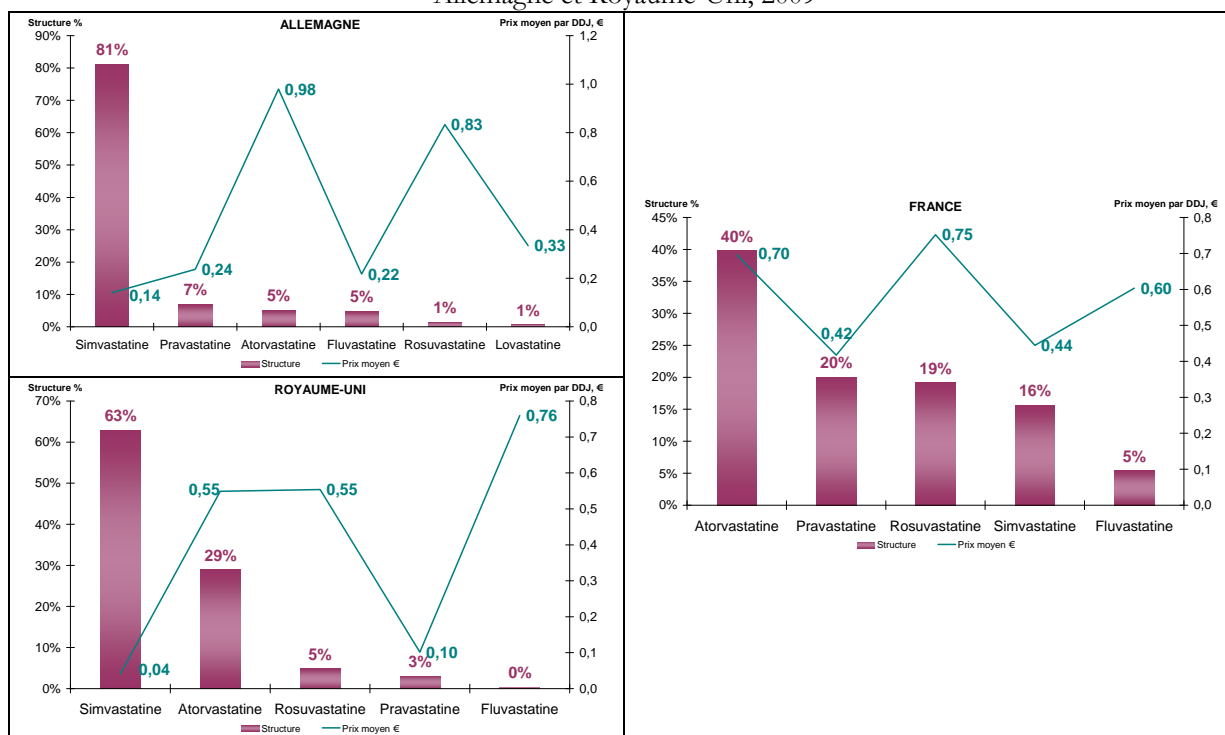 Allemagne et Royaume-Uni, 2009
Structure % ALLEMAGNE Prix moyen par DDJ, €
90% 81% 1,2
80% 1,0
70% 0,98
60% 0,83 0,8
50%
40% 0,6
30% 0,33 0,4
20% 0,24 0,22
10% 0,14 7% 5% 5% 1% 1% 0,2
0% 0,0
Simvastatine Pravastatine Atorvastatine Fluvastatine Rosuvastatine Lovastatine
Structure Prix moyen €
Structure % ROYAUME-UNI Prix moyen par DDJ, €
70% 63% 0,8
60% 0,76 0,7
50% 0,55 0,55 0,6
40% 0,5
30% 29% 0,4
20% 0,3
10% 0,2
0,04 5% 3% 0,10 0% 0,1
0% 0,0
Simvastatine Atorvastatine Rosuvastatine Pravastatine Fluvastatine
Structure Prix moyen €
Structure % FRANCE Prix moyen par DDJ, €
45% 0,8
40% 40% 0,70 0,75 0,7
35% 0,60 0,6
30% 0,5
25% 0,42 0,44 0,4
20% 20% 19% 16% 0,3
15%
10% 0,2
5% 5% 0,1
0% 0,0
Atorvastatine Pravastatine Rosuvastatine Simvastatine Fluvastatine
Structure Prix moyen €